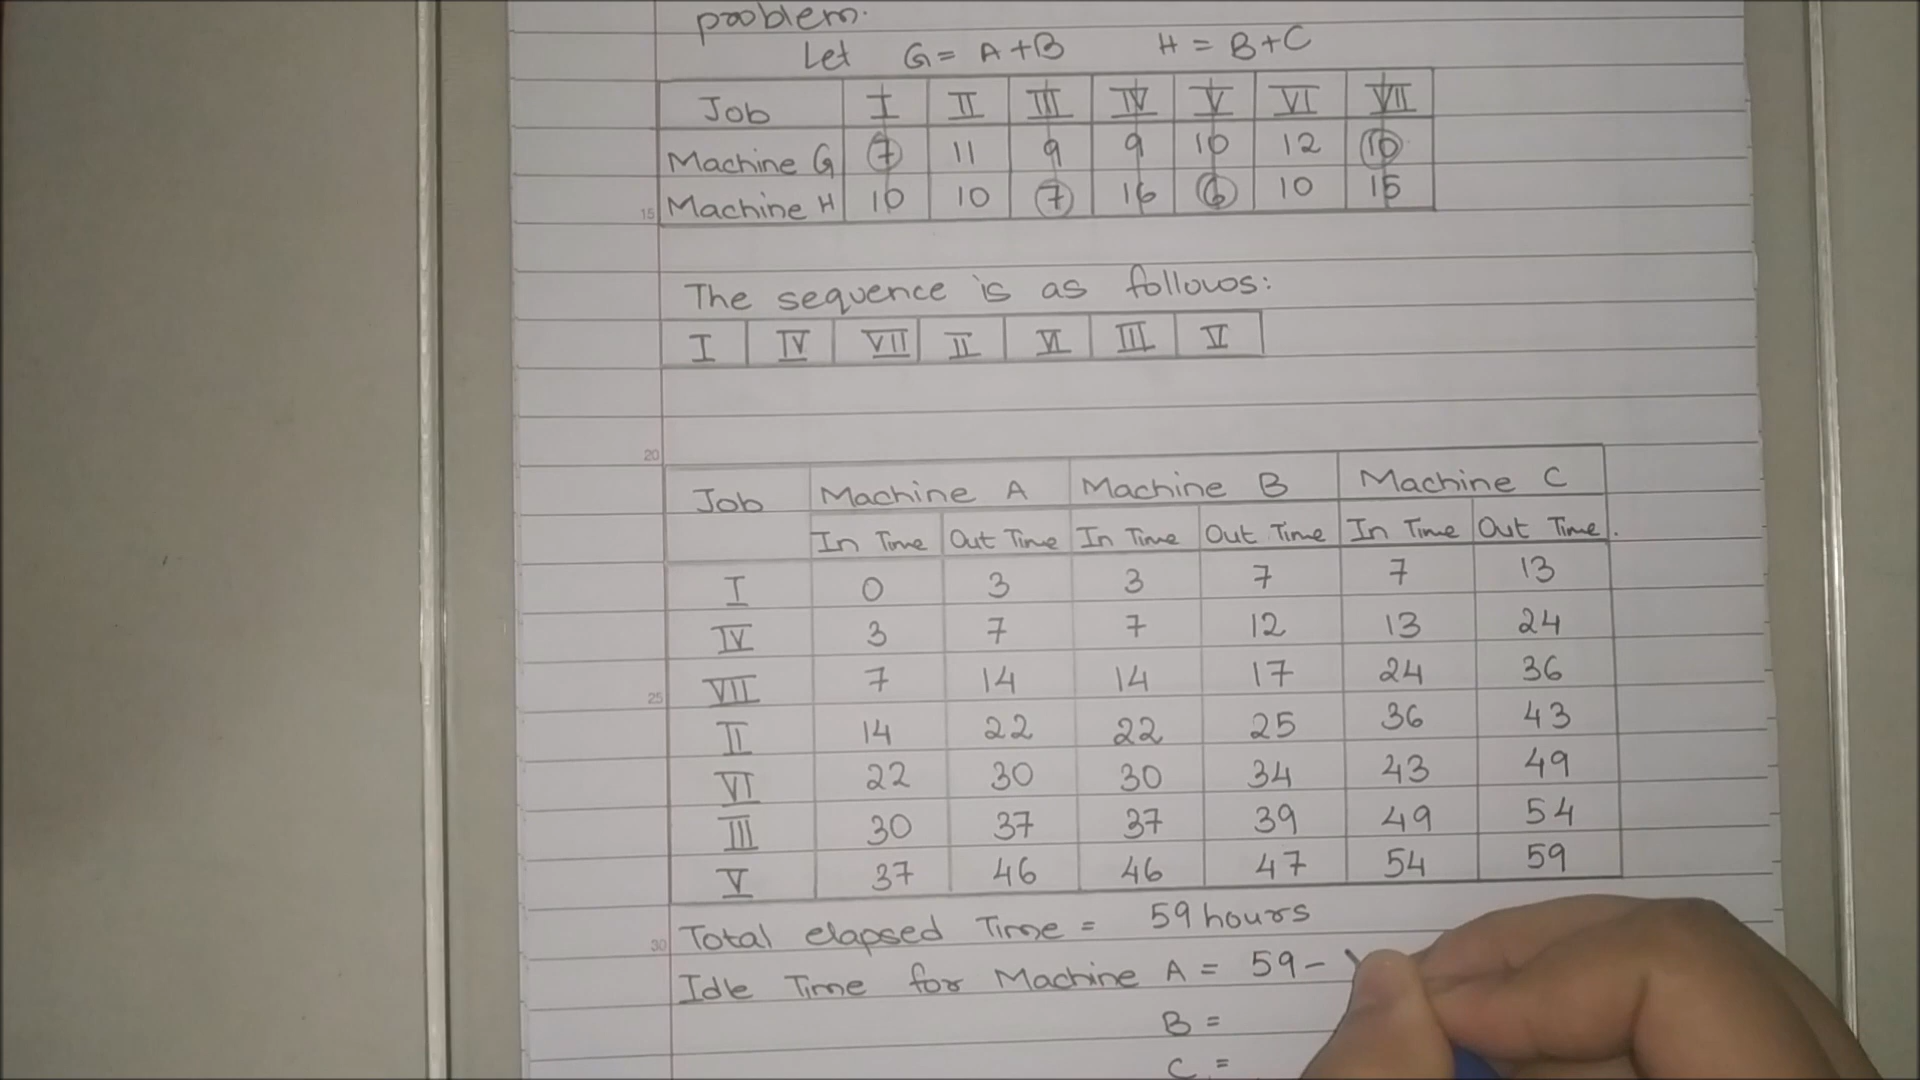 problem.
Let G = A+B H = B+C
Job I II III IV V VI VII
Machine G 7 11 9 9 10 12 10
15 Machine H 10 10 7 16 6 10 15
The sequence is as follows:
I IV VII II VI III V
20
Job Machine A Machine B Machine C
In Time Out Time In Time Out Time In Time Out Time.
I 0 3 3 7 7 13
IV 3 7 7 12 13 24
25 VII 7 14 14 17 24 36
II 14 22 22 25 36 43
VI 22 30 30 34 43 49
III 30 37 37 39 49 54
V 37 46 46 47 54 59
Total elapsed Time = 59 hours
30
Idle Time for Machine A = 59 -
B =
C =